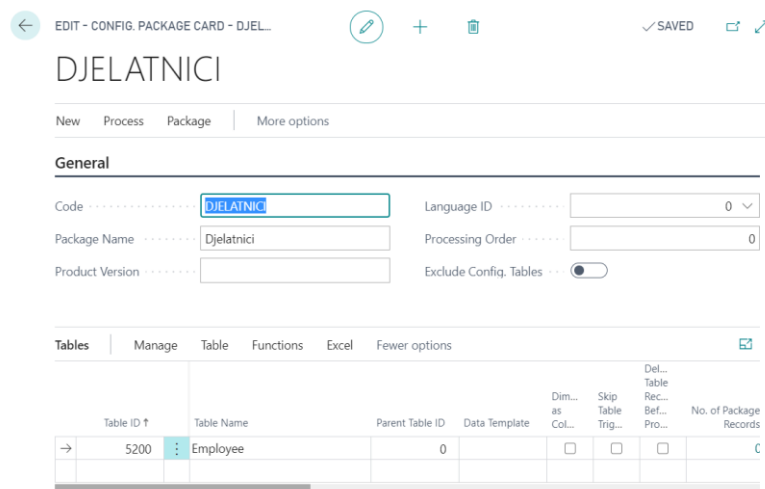 EDIT - CONFIG. PACKAGE CARD - DJEL...
SAVED
DJELATNICI
New Process Package More options
General
Code DJELATNICI Language ID 0
Package Name Djelatnici Processing Order 0
Product Version Exclude Config. Tables
Tables Manage Table Functions Excel Fewer options
Table ID ↑ Table Name Parent Table ID Data Template Dim... as Col... Skip Table Trig... Del... Table Rec... Bef... Pro... No. of Package Records
5200 Employee 0 0